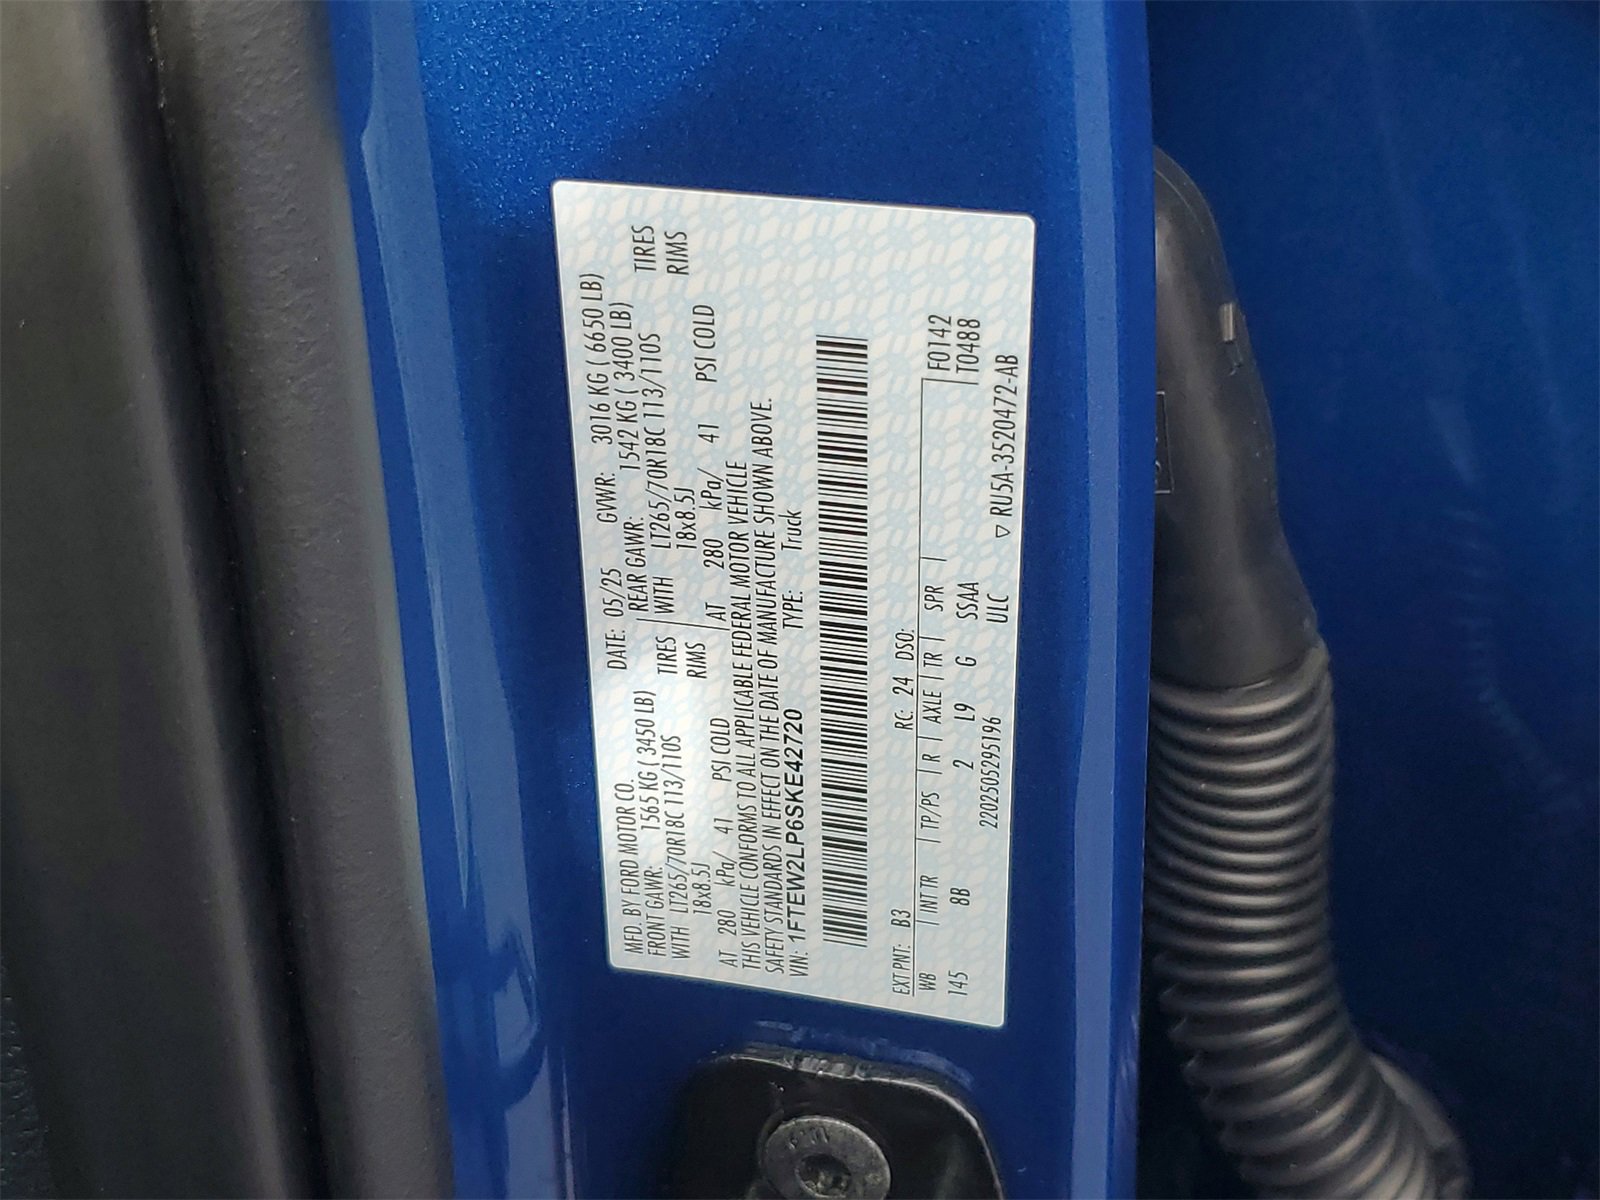 MFD. BY FORD MOTOR CO.
DATE: 05/25 GVWR: 3016 KG ( 6650 LB)
FRONT GAWR: 1565 KG ( 3450 LB) REAR GAWR: 1542 KG ( 3400 LB)
WITH LT265/70R18C 113/110S TIRES WITH LT265/70R18C 113/110S TIRES
18x8.5J RIMS 18x8.5J RIMS
AT 280 kPa/ 41 PSI COLD AT 280 kPa/ 41 PSI COLD
THIS VEHICLE CONFORMS TO ALL APPLICABLE FEDERAL MOTOR VEHICLE
SAFETY STANDARDS IN EFFECT ON THE DATE OF MANUFACTURE SHOWN ABOVE.
VIN: 1FTEW2LP6SKE42720 TYPE: Truck
EXT PNT: B3 RC: 24 DSO: F0142
WB INT TR TP/PS R AXLE TR SPR T0488
145 8B 2 L9 G SSAA
2202505295196 ULC
▽ RU5A-3520472-AB